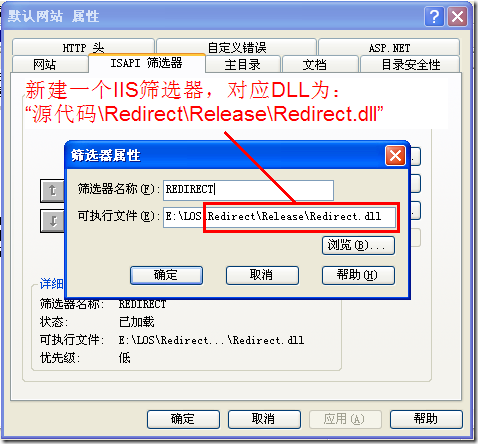 默认网站 属性
HTTP 头
自定义错误
ASP.NET
网站
ISAPI 筛选器
主目录
文档
目录安全性
新建一个IIS筛选器，对应DLL为：
“源代码\Redirect\Release\Redirect.dll”
筛选器属性
筛选器名称(F): REDIRECT
可执行文件(E): E:\LOS\Redirect\Release\Redirect.dll
浏览(B)...
确定
取消
帮助(H)
详细
筛选器名称: REDIRECT
状态: 已加载
可执行文件: E:\LOS\Redirect...\Redirect.dll
优先级: 低
确定
取消
应用(A)
帮助